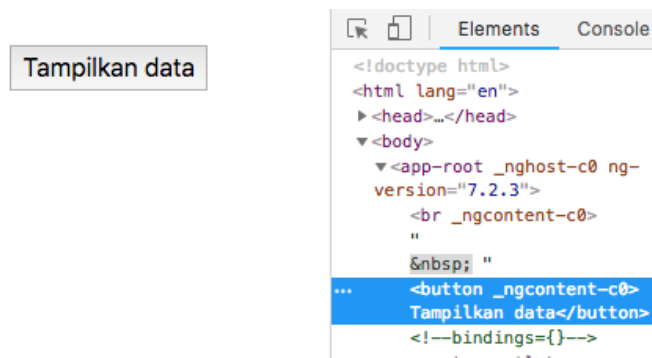 Tampilkan data
Elements Console
<!doctype html>
<html lang="en">
<head>…</head>
<body>
<app-root _nghost-c0 ng-
version="7.2.3">
<br _ngcontent-c0>
"
&nbsp; "
<button _ngcontent-c0>
Tampilkan data</button>
<!--bindings={}-->